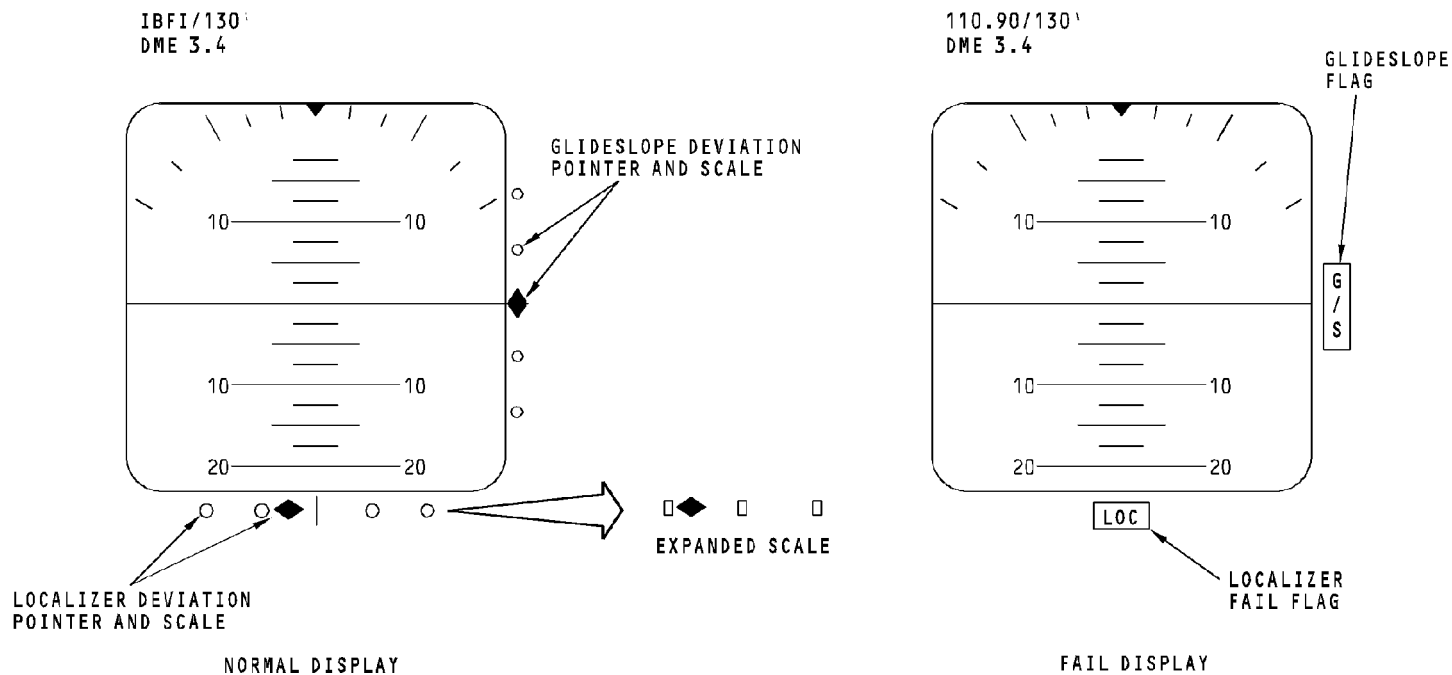 IBFI/130'
DME 3.4
110.90/130'
DME 3.4
GLIDESLOPE
FLAG
GLIDESLOPE DEVIATION
POINTER AND SCALE
10 10
10 10
20 20
EXPANDED SCALE
LOCALIZER DEVIATION
POINTER AND SCALE
NORMAL DISPLAY
10 10
G
/
S
10 10
20 20
LOC
LOCALIZER
FAIL FLAG
FAIL DISPLAY